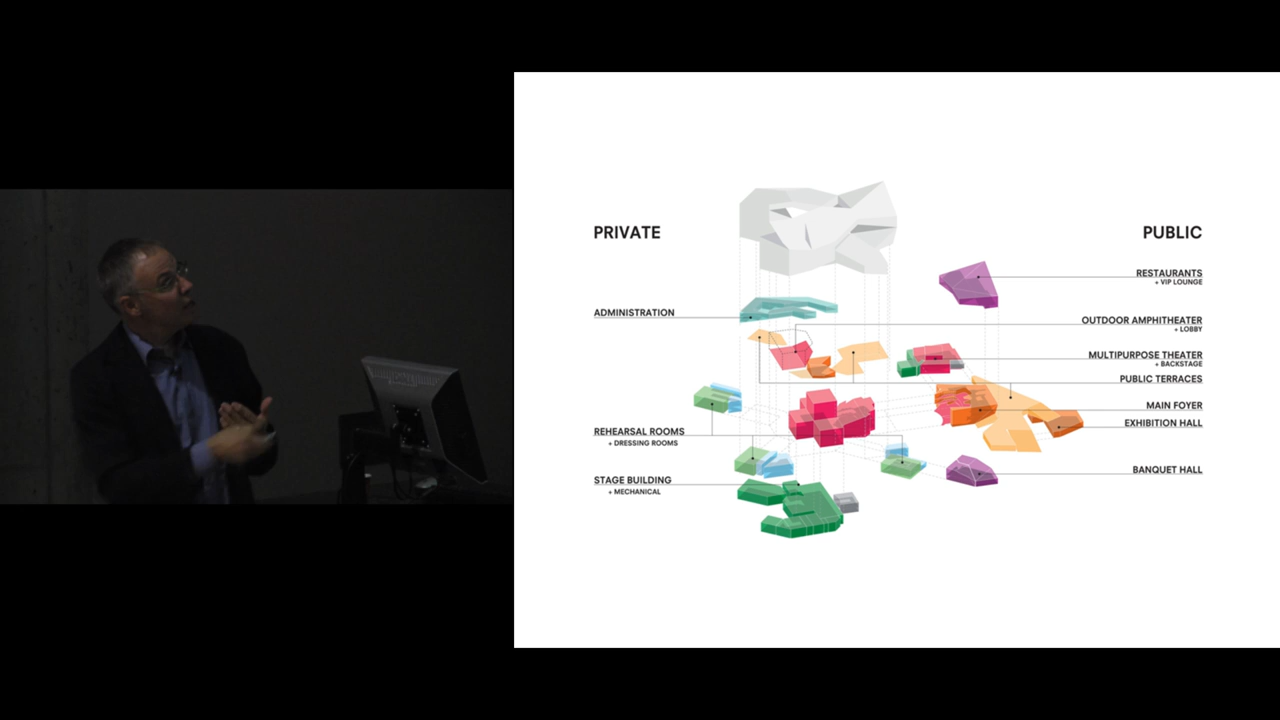 PRIVATE
ADMINISTRATION
REHEARSAL ROOMS
+ DRESSING ROOMS
STAGE BUILDING
+ MECHANICAL
PUBLIC
RESTAURANTS
+ VIP LOUNGE
OUTDOOR AMPHITEATER
+ LOBBY
MULTIPURPOSE THEATER
+ BACKSTAGE
PUBLIC TERRACES
MAIN FOYER
EXHIBITION HALL
BANQUET HALL